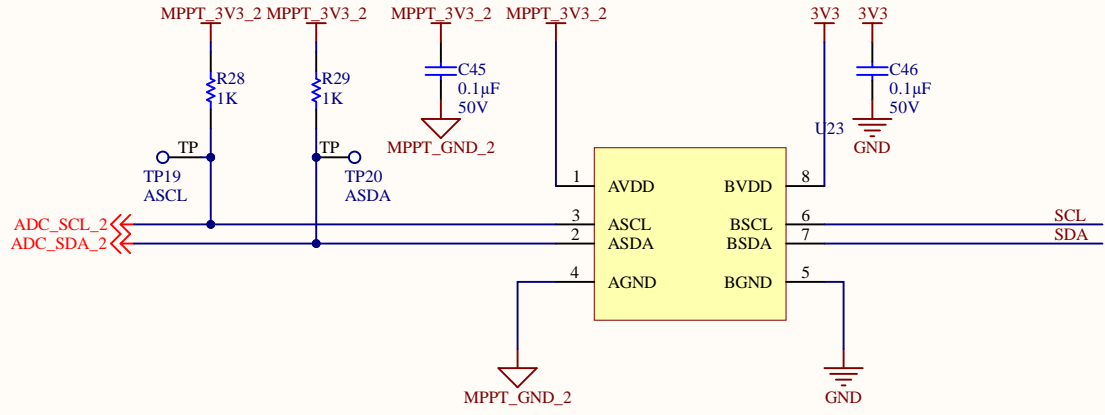 MPPT_3V3_2
MPPT_3V3_2
MPPT_3V3_2
MPPT_3V3_2
3V3
3V3
R28
1K
R29
1K
C45
0.1µF
50V
C46
0.1µF
50V
MPPT_GND_2
GND
U23
TP
TP19
ASCL
TP
TP20
ASDA
1
AVDD
BVDD
8
ADC_SCL_2
3
ASCL
BSCL
6
SCL
ADC_SDA_2
2
ASDA
BSDA
7
SDA
4
AGND
BGND
5
MPPT_GND_2
GND